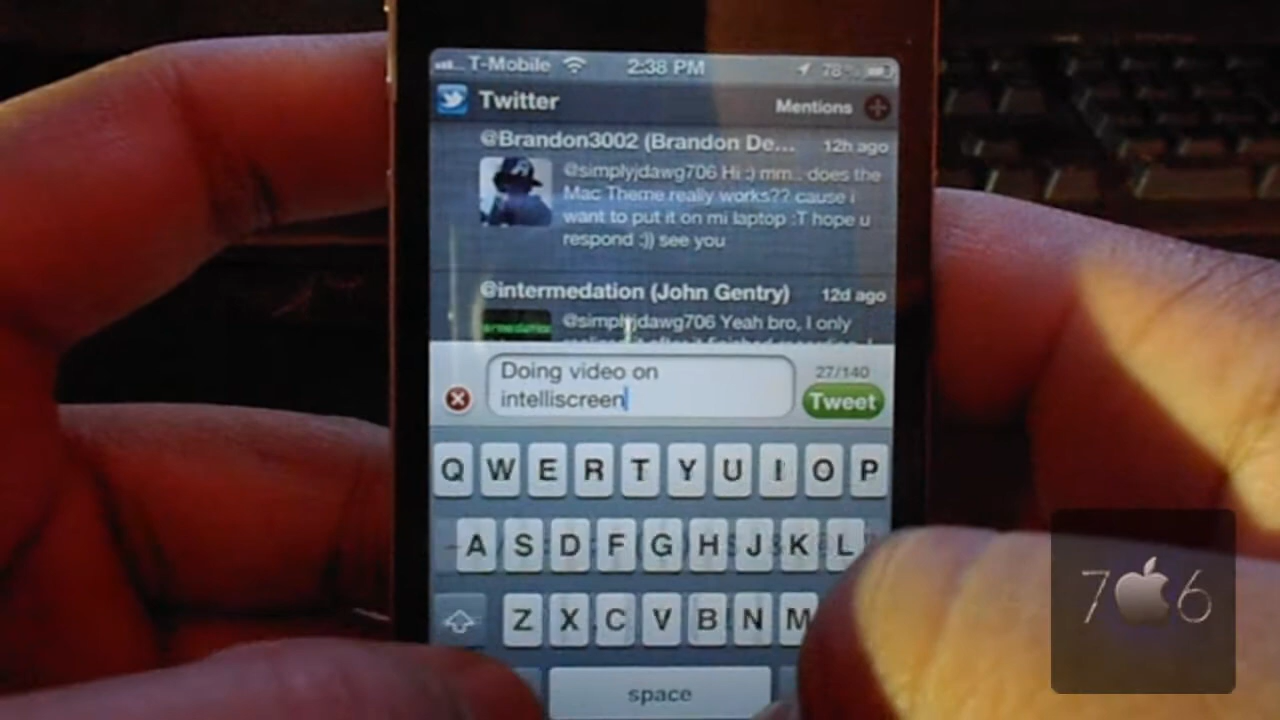 T-Mobile 2:38 PM 78%
Twitter Mentions
@Brandon3002 (Brandon De... 12h ago
@simplyjdawg706 Hi :) mm.. does the
Mac Theme really works?? cause i
want to put it on mi laptop :T hope u
respond :)) see you
@intermedation (John Gentry) 12d ago
@simplyjdawg706 Yeah bro, I only
Doing video on
intelliscreen
27/140
Tweet
Q W E R T Y U I O P
A S D F G H J K L
Z X C V B N M
space
7 6